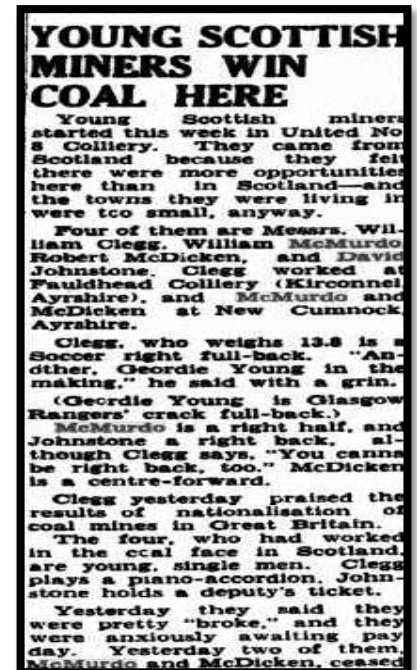 YOUNG SCOTTISH
MINERS WIN
COAL HERE
Young Scottish miners
started this week in United No
8 Colliery. They came from
Scotland because they felt
there were more opportunities
here than in Scotland—and
the towns they were living in
were too small, anyway.
Four of them are Messrs. Wil-
liam Clegg, William McMurdo,
Robert McDicken, and David
Johnstone. Clegg worked at
Fauldhead Colliery (Kirconnel,
Ayrshire), and McMurdo and
McDicken at New Cumnock,
Ayrshire.
Clegg, who weighs 13.8 is a
Soccer right full-back. "An-
other, Geordie Young in the
making," he said with a grin.
(Geordie Young is Glasgow
Rangers' crack full-back.)
McMurdo is a right half, and
Johnstone a right back, al-
though Clegg says, "You canna
be right back, too." McDicken
is a centre-forward.
Clegg yesterday praised the
results of nationalisation of
coal mines in Great Britain.
The four, who had worked
in the coal face in Scotland,
are young, single men. Clegg
plays a piano-accordion. John-
stone holds a deputy's ticket.
Yesterday they said they
were pretty "broke," and they
were anxiously awaiting pay
day. Yesterday two of them,
McMurdo and McDicken, ceased